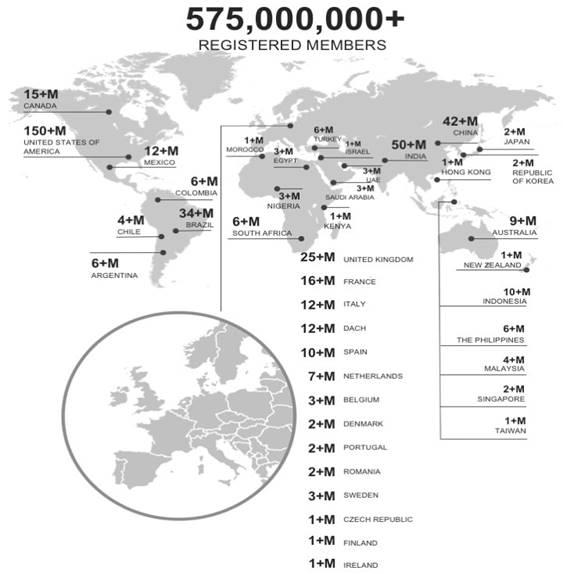 575,000,000+
REGISTERED MEMBERS
15+M
CANADA
150+M
UNITED STATES OF
AMERICA
12+M
MEXICO
6+M
COLOMBIA
34+M
BRAZIL
4+M
CHILE
6+M
ARGENTINA
1+M
MOROCCO
6+M
TURKEY
3+M
EGYPT
1+M
ISRAEL
3+M
UAE
3+M
SAUDI ARABIA
3+M
NIGERIA
1+M
KENYA
6+M
SOUTH AFRICA
50+M
INDIA
42+M
CHINA
2+M
JAPAN
1+M
HONG KONG
2+M
REPUBLIC
OF KOREA
9+M
AUSTRALIA
1+M
NEW ZEALAND
10+M
INDONESIA
6+M
THE PHILIPPINES
4+M
MALAYSIA
2+M
SINGAPORE
1+M
TAIWAN
25+M UNITED KINGDOM
16+M FRANCE
12+M ITALY
12+M DACH
10+M SPAIN
7+M NETHERLANDS
3+M BELGIUM
2+M DENMARK
2+M PORTUGAL
2+M ROMANIA
3+M SWEDEN
1+M CZECH REPUBLIC
1+M FINLAND
1+M IRELAND